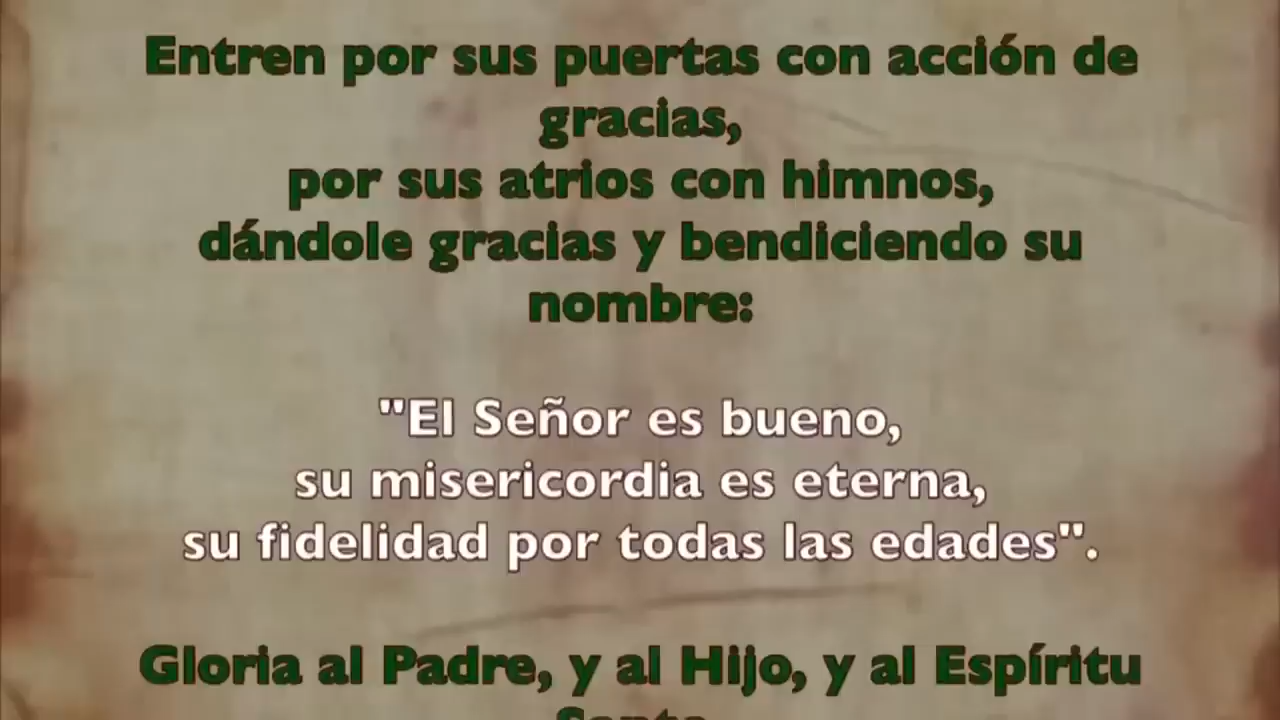 Entren por sus puertas con acción de
gracias,
por sus atrios con himnos,
dándole gracias y bendiciendo su
nombre:
"El Señor es bueno,
su misericordia es eterna,
su fidelidad por todas las edades".
Gloria al Padre, y al Hijo, y al Espíritu